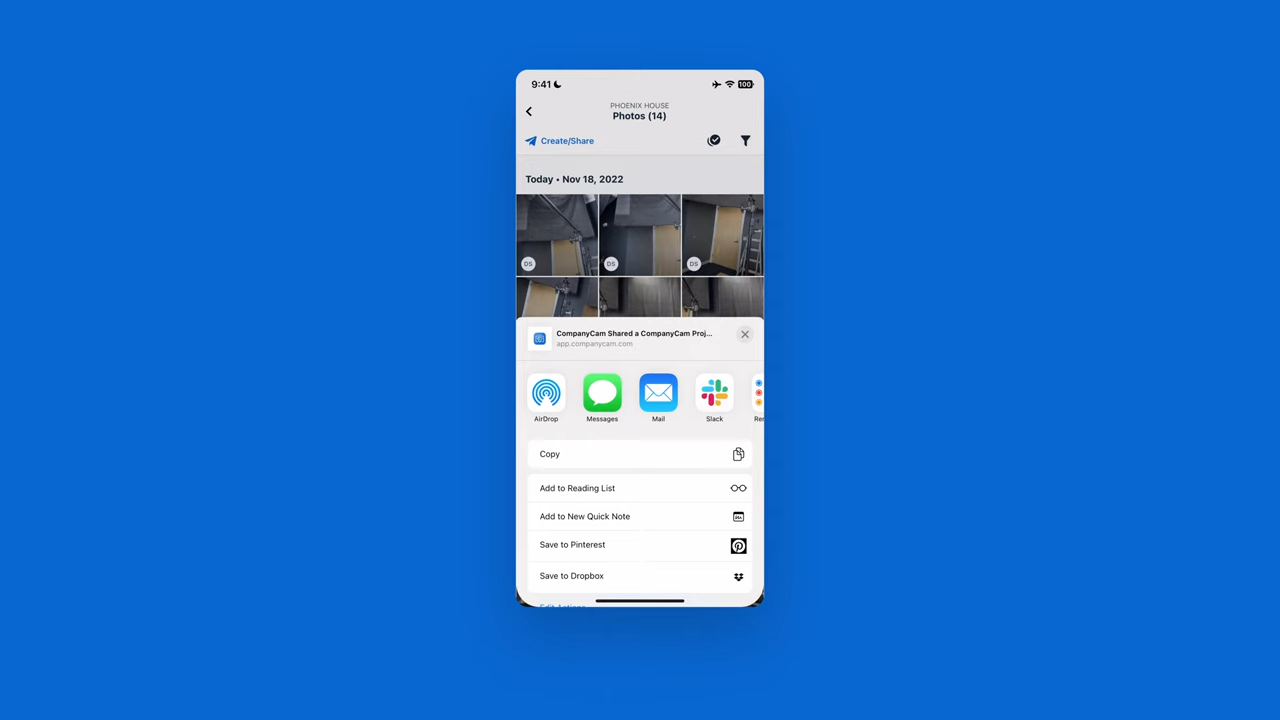 9:41
100
PHOENIX HOUSE
Photos (14)
Create/Share
Today • Nov 18, 2022
DS
DS
DS
CompanyCam Shared a CompanyCam Proj...
app.companycam.com
AirDrop
Messages
Mail
Slack
Copy
Add to Reading List
Add to New Quick Note
Save to Pinterest
Save to Dropbox
Edit Actions